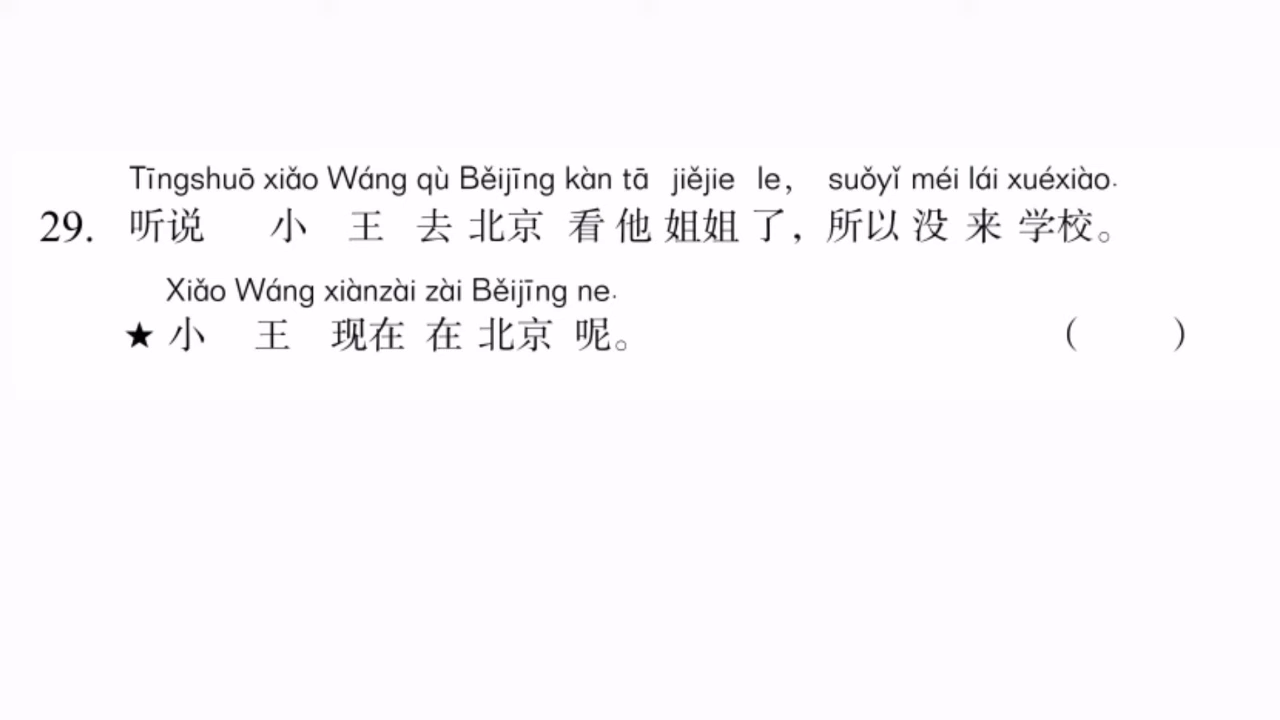 Tīngshuō xiǎo Wáng qù Běijīng kàn tā jiějie le, suǒyǐ méi lái xuéxiào.
29. 听说 小 王 去 北京 看 他 姐姐 了，所以 没 来 学校。
Xiǎo Wáng xiànzài zài Běijīng ne.
★ 小 王 现在 在 北京 呢。 ( )